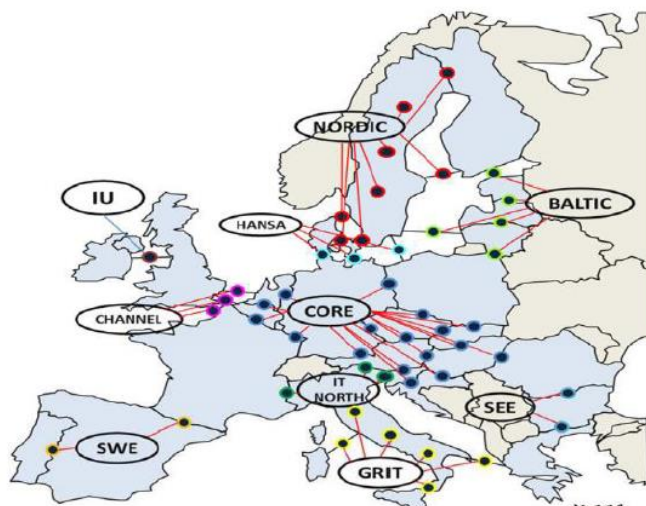 NORDIC
IU
BALTIC
HANSA
CHANNEL
CORE
IT
NORTH
SEE
SWE
GRIT